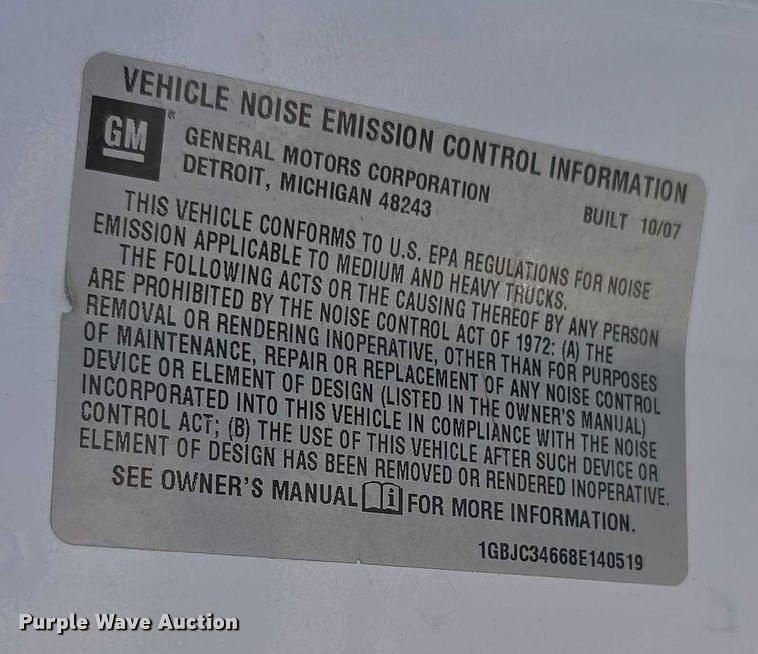 VEHICLE NOISE EMISSION CONTROL INFORMATION
GM ®
GENERAL MOTORS CORPORATION
DETROIT, MICHIGAN 48243
BUILT 10/07
THIS VEHICLE CONFORMS TO U.S. EPA REGULATIONS FOR NOISE
EMISSION APPLICABLE TO MEDIUM AND HEAVY TRUCKS.
THE FOLLOWING ACTS OR THE CAUSING THEREOF BY ANY PERSON
ARE PROHIBITED BY THE NOISE CONTROL ACT OF 1972: (A) THE
REMOVAL OR RENDERING INOPERATIVE, OTHER THAN FOR PURPOSES
OF MAINTENANCE, REPAIR OR REPLACEMENT OF ANY NOISE CONTROL
DEVICE OR ELEMENT OF DESIGN (LISTED IN THE OWNER'S MANUAL)
INCORPORATED INTO THIS VEHICLE IN COMPLIANCE WITH THE NOISE
CONTROL ACT; (B) THE USE OF THIS VEHICLE AFTER SUCH DEVICE OR
ELEMENT OF DESIGN HAS BEEN REMOVED OR RENDERED INOPERATIVE.
SEE OWNER'S MANUAL i FOR MORE INFORMATION.
1GBJC34668E140519
Purple Wave Auction